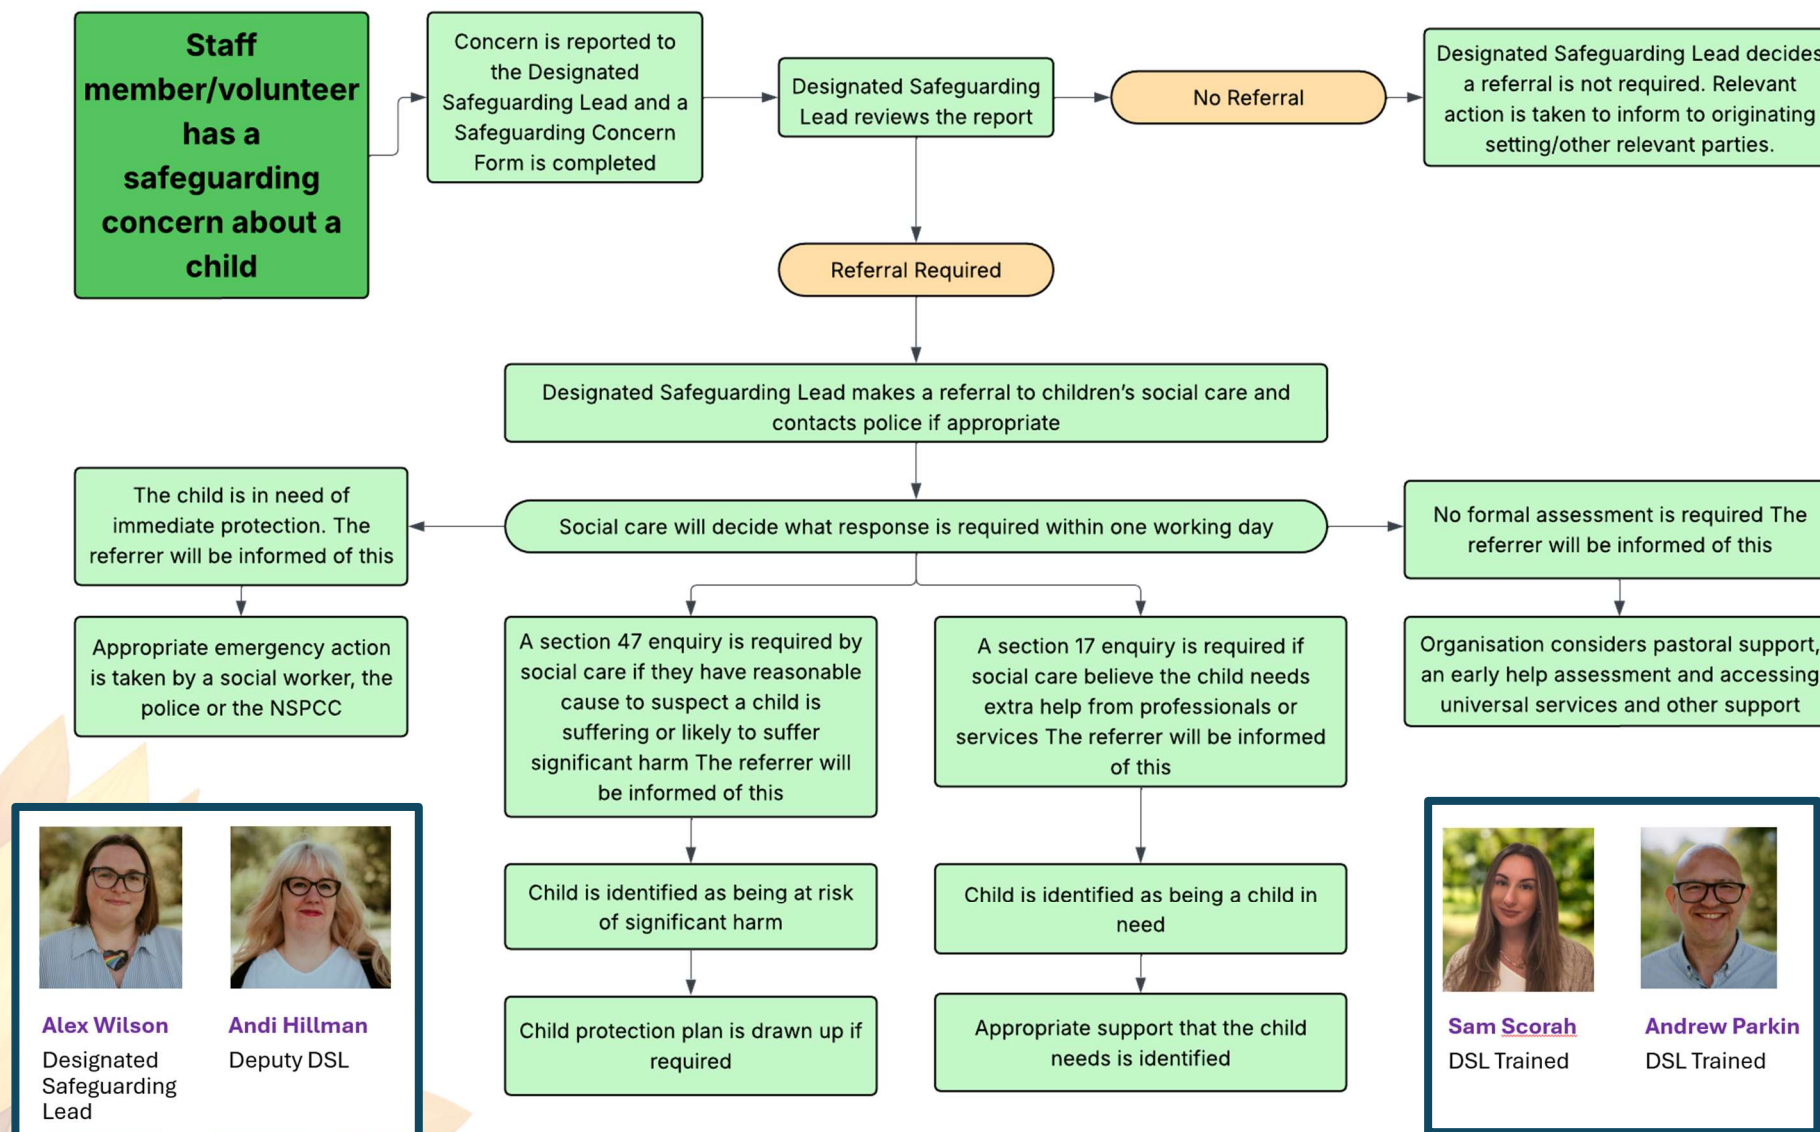 Staff
member/volunteer
has a
safeguarding
concern about a
child
Concern is reported to
the Designated
Safeguarding Lead and a
Safeguarding Concern
Form is completed
Designated Safeguarding
Lead reviews the report
No Referral
Designated Safeguarding Lead decides
a referral is not required. Relevant
action is taken to inform to originating
setting/other relevant parties.
Referral Required
Designated Safeguarding Lead makes a referral to children's social care and
contacts police if appropriate
Social care will decide what response is required within one working day
The child is in need of
immediate protection. The
referrer will be informed of this
Appropriate emergency action
is taken by a social worker, the
police or the NSPCC
A section 47 enquiry is required by
social care if they have reasonable
cause to suspect a child is
suffering or likely to suffer
significant harm The referrer will
be informed of this
Child is identified as being at risk
of significant harm
Child protection plan is drawn up if
required
A section 17 enquiry is required if
social care believe the child needs
extra help from professionals or
services The referrer will be informed
of this
Child is identified as being a child in
need
Appropriate support that the child
needs is identified
No formal assessment is required The
referrer will be informed of this
Organisation considers pastoral support,
an early help assessment and accessing
universal services and other support
Alex Wilson
Designated
Safeguarding
Lead
Andi Hillman
Deputy DSL
Sam Scorah
DSL Trained
Andrew Parkin
DSL Trained